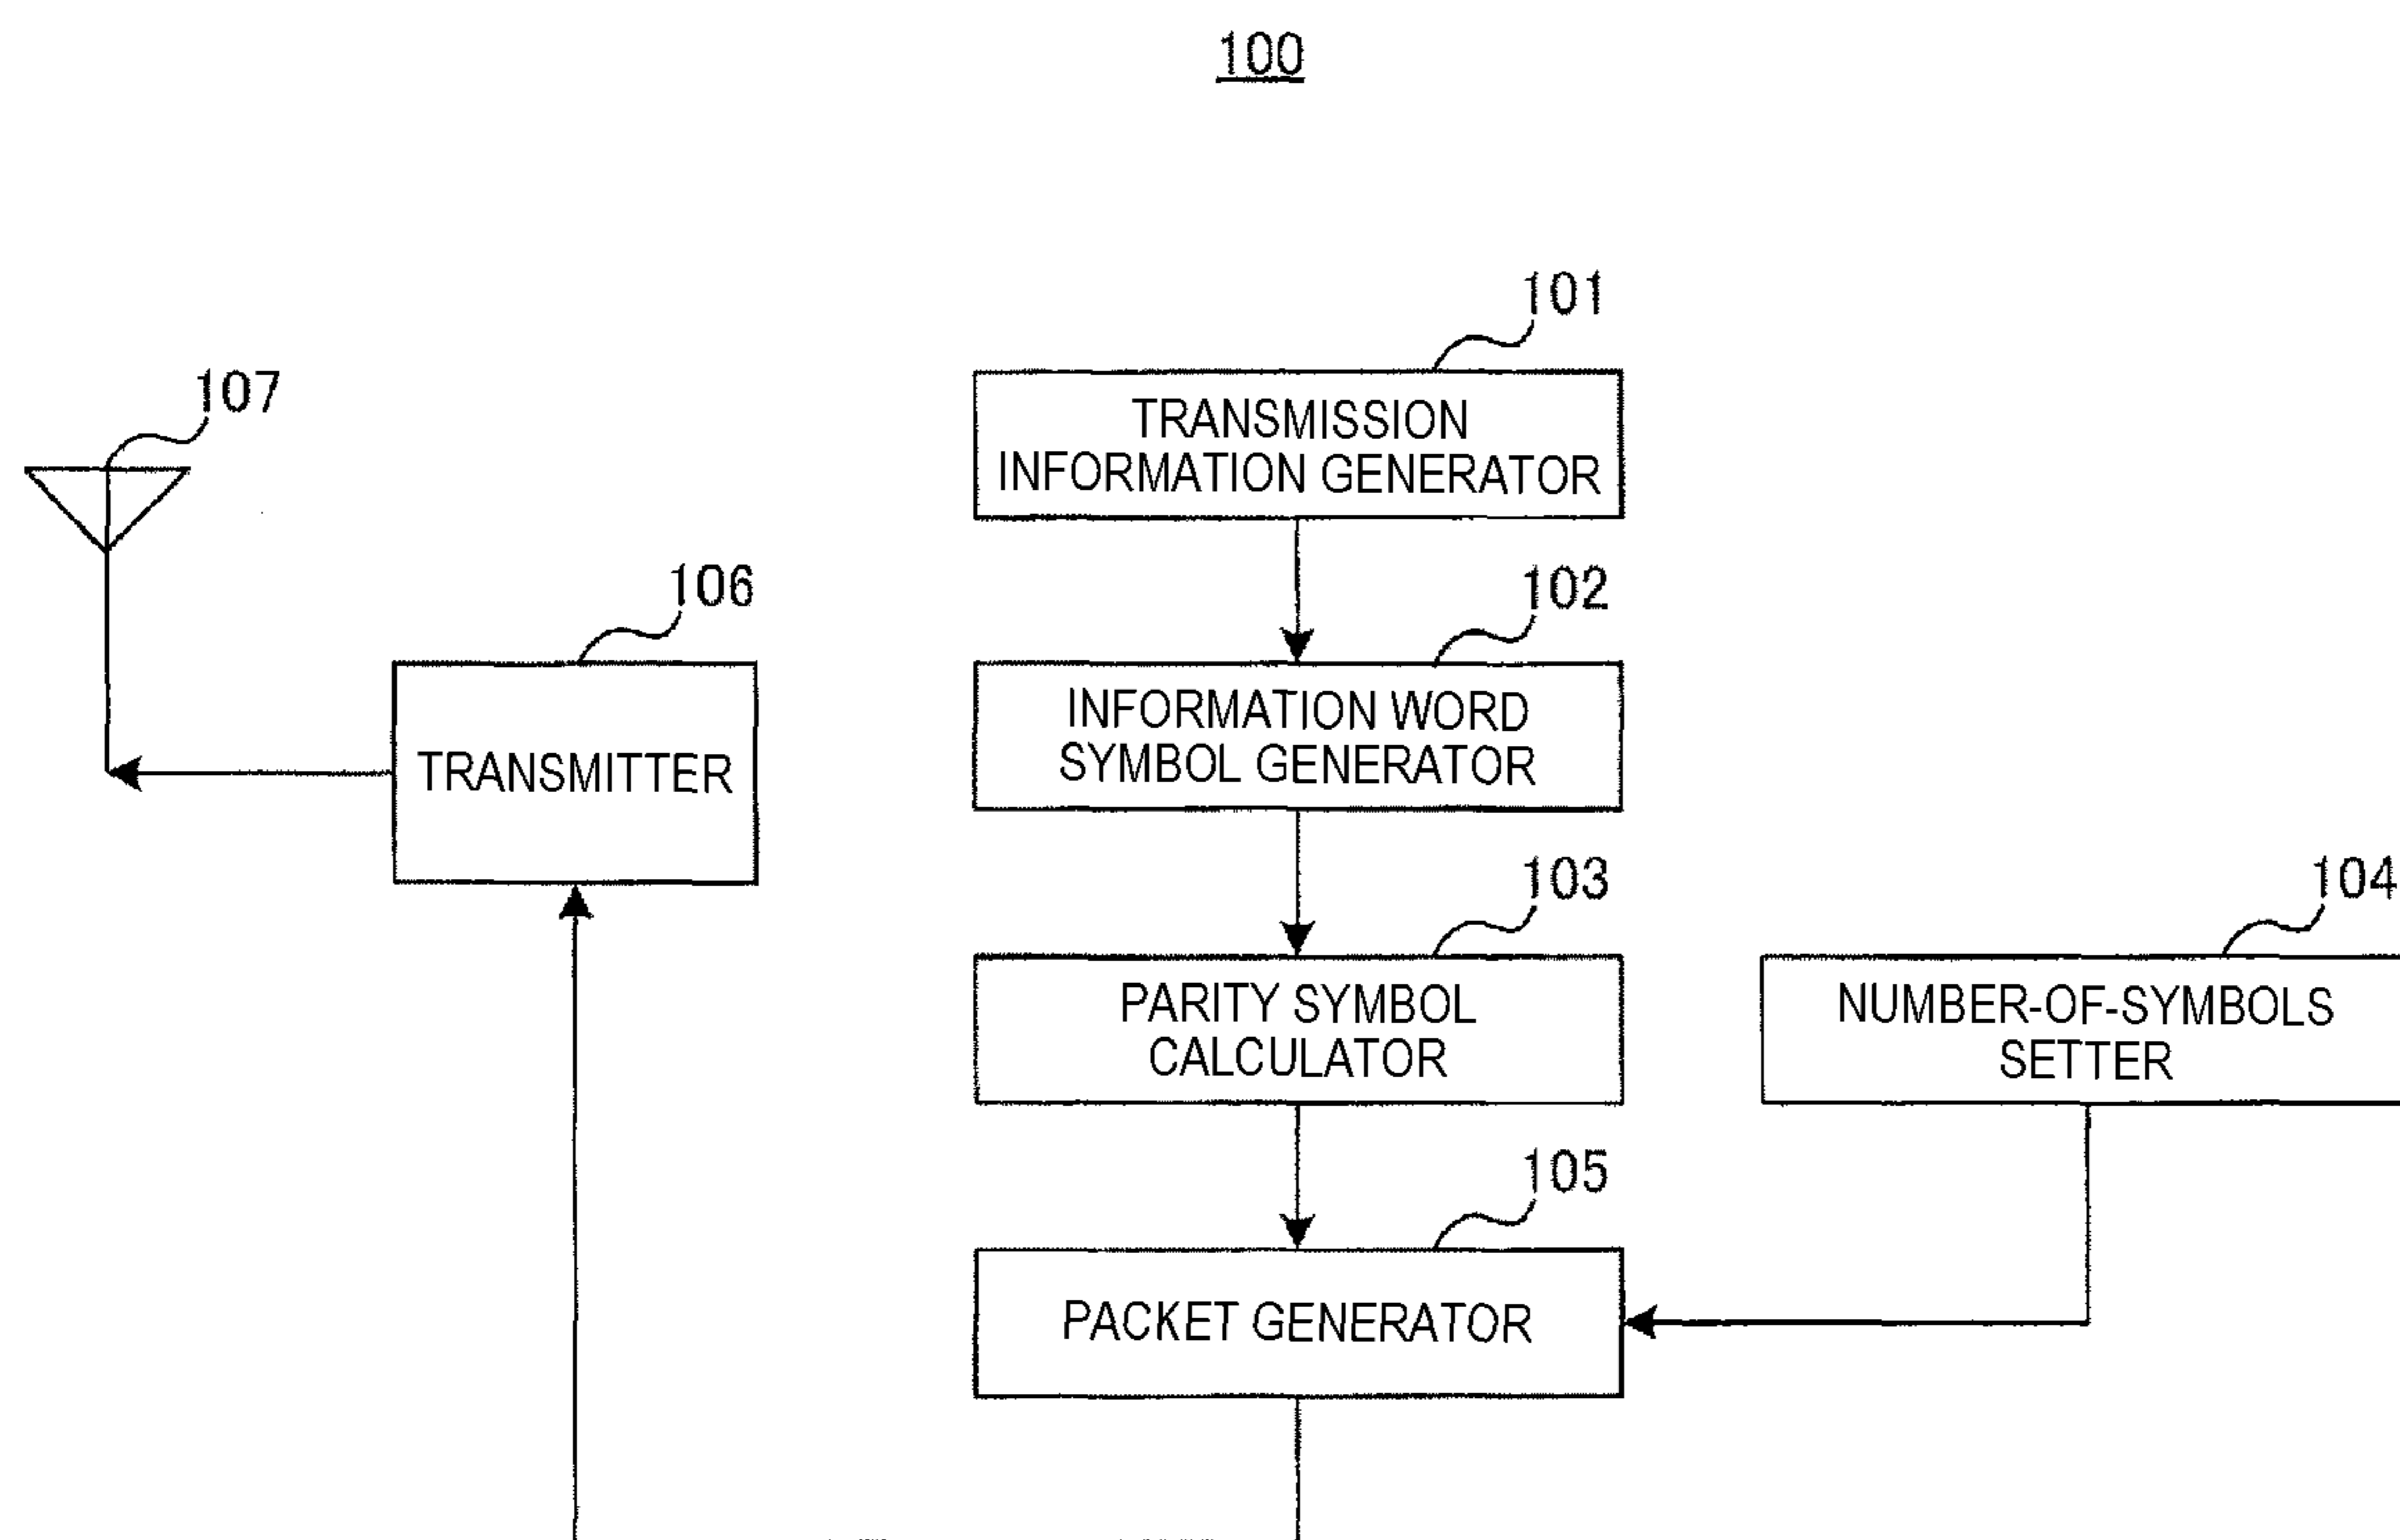 100
101
TRANSMISSION
INFORMATION GENERATOR
107
106
102
INFORMATION WORD
SYMBOL GENERATOR
TRANSMITTER
103
PARITY SYMBOL
CALCULATOR
104
NUMBER-OF-SYMBOLS
SETTER
105
PACKET GENERATOR